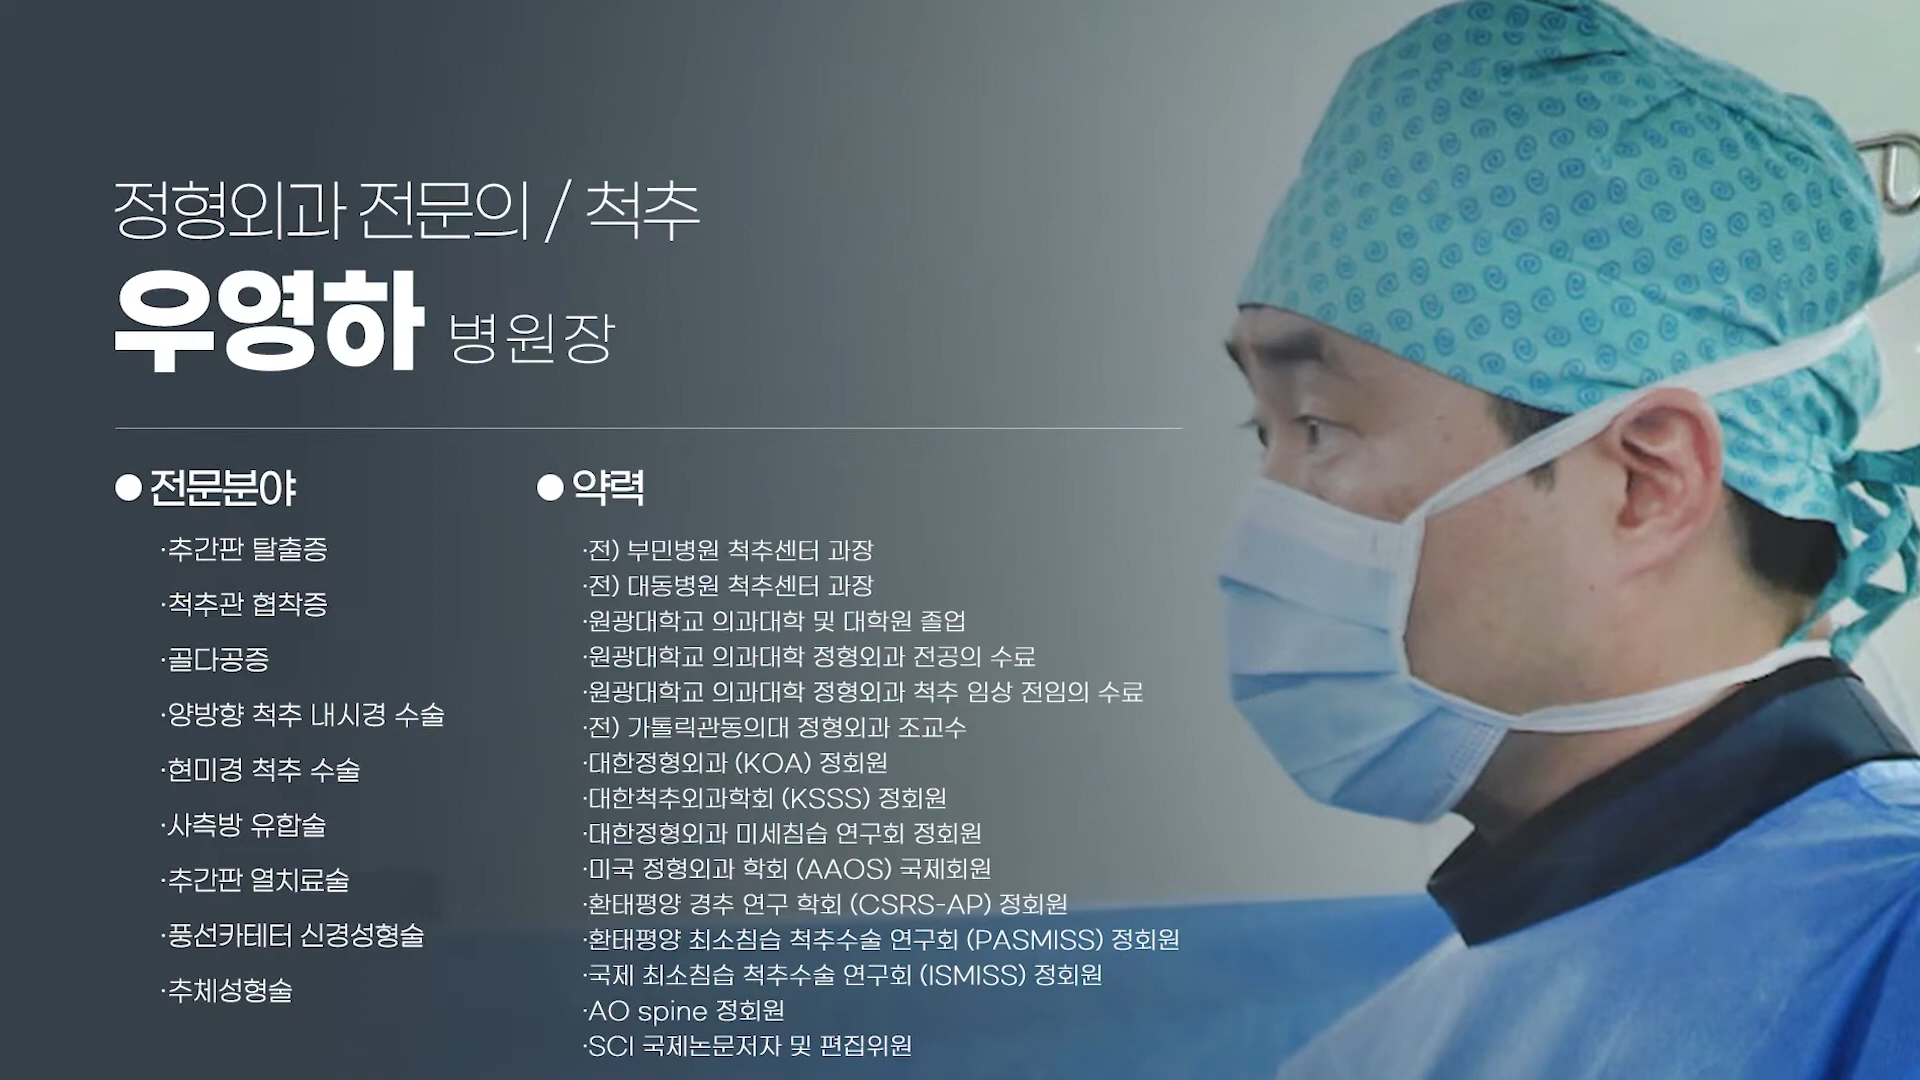 정형외과 전문의 / 척추
우영하 병원장
● 전문분야
·추간판 탈출증
·척추관 협착증
·골다공증
·양방향 척추 내시경 수술
·현미경 척추 수술
·사측방 유합술
·추간판 열치료술
·풍선카테터 신경성형술
·추체성형술
● 약력
·전) 부민병원 척추센터 과장
·전) 대동병원 척추센터 과장
·원광대학교 의과대학 및 대학원 졸업
·원광대학교 의과대학 정형외과 전공의 수료
·원광대학교 의과대학 정형외과 척추 임상 전임의 수료
·전) 가톨릭관동의대 정형외과 조교수
·대한정형외과 (KOA) 정회원
·대한척추외과학회 (KSSS) 정회원
·대한정형외과 미세침습 연구회 정회원
·미국 정형외과 학회 (AAOS) 국제회원
·환태평양 경추 연구 학회 (CSRS-AP) 정회원
·환태평양 최소침습 척추수술 연구회 (PASMISS) 정회원
·국제 최소침습 척추수술 연구회 (ISMISS) 정회원
·AO spine 정회원
·SCI 국제논문저자 및 편집위원